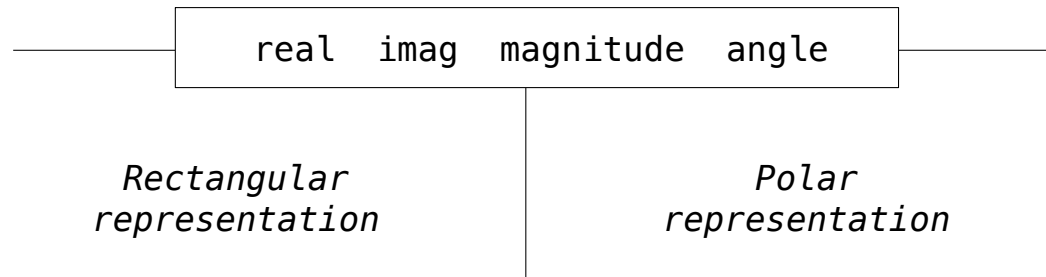 real imag magnitude angle
Rectangular
representation
Polar
representation